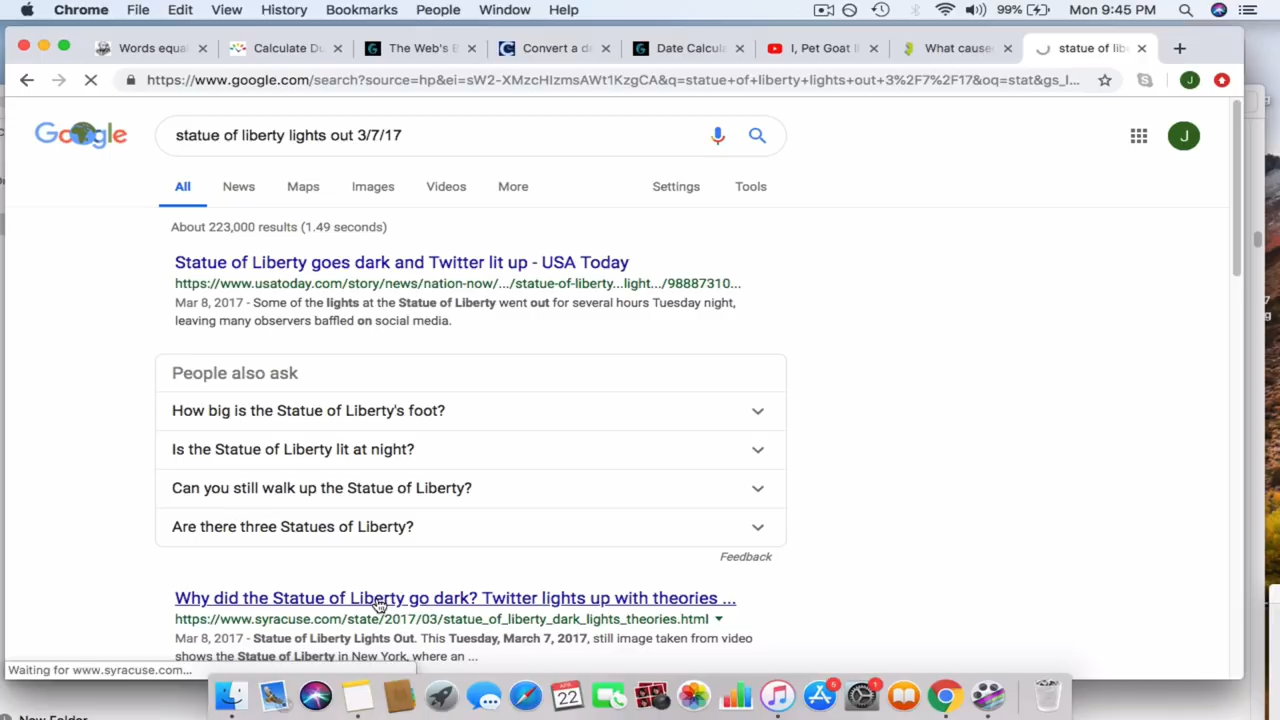 Chrome File Edit View History Bookmarks People Window Help 99% Mon 9:45 PM
Words equa Calculate Du The Web's B Convert a d Date Calcula I, Pet Goat I What cause statue of lib
https://www.google.com/search?source=hp&ei=sW2-XMzcHIzmsAWt1KzgCA&q=statue+of+liberty+lights+out+3%2F7%2F17&oq=stat&gs_l...
Google statue of liberty lights out 3/7/17 J
All News Maps Images Videos More Settings Tools
About 223,000 results (1.49 seconds)
Statue of Liberty goes dark and Twitter lit up - USA Today
https://www.usatoday.com/story/news/nation-now/.../statue-of-liberty...light.../98887310...
Mar 8, 2017 - Some of the lights at the Statue of Liberty went out for several hours Tuesday night,
leaving many observers baffled on social media.
People also ask
How big is the Statue of Liberty's foot?
Is the Statue of Liberty lit at night?
Can you still walk up the Statue of Liberty?
Are there three Statues of Liberty?
Feedback
Why did the Statue of Liberty go dark? Twitter lights up with theories ...
https://www.syracuse.com/state/2017/03/statue_of_liberty_dark_lights_theories.html
Mar 8, 2017 - Statue of Liberty Lights Out. This Tuesday, March 7, 2017, still image taken from video
shows the Statue of Liberty in New York, where an ...
Waiting for www.syracuse.com...
APR 22 6 1
New Folder